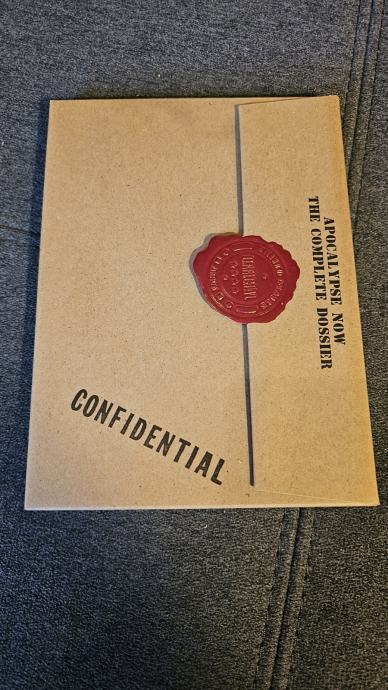 APOCALYPSE NOW
THE COMPLETE DOSSIER
CONFIDENTIAL